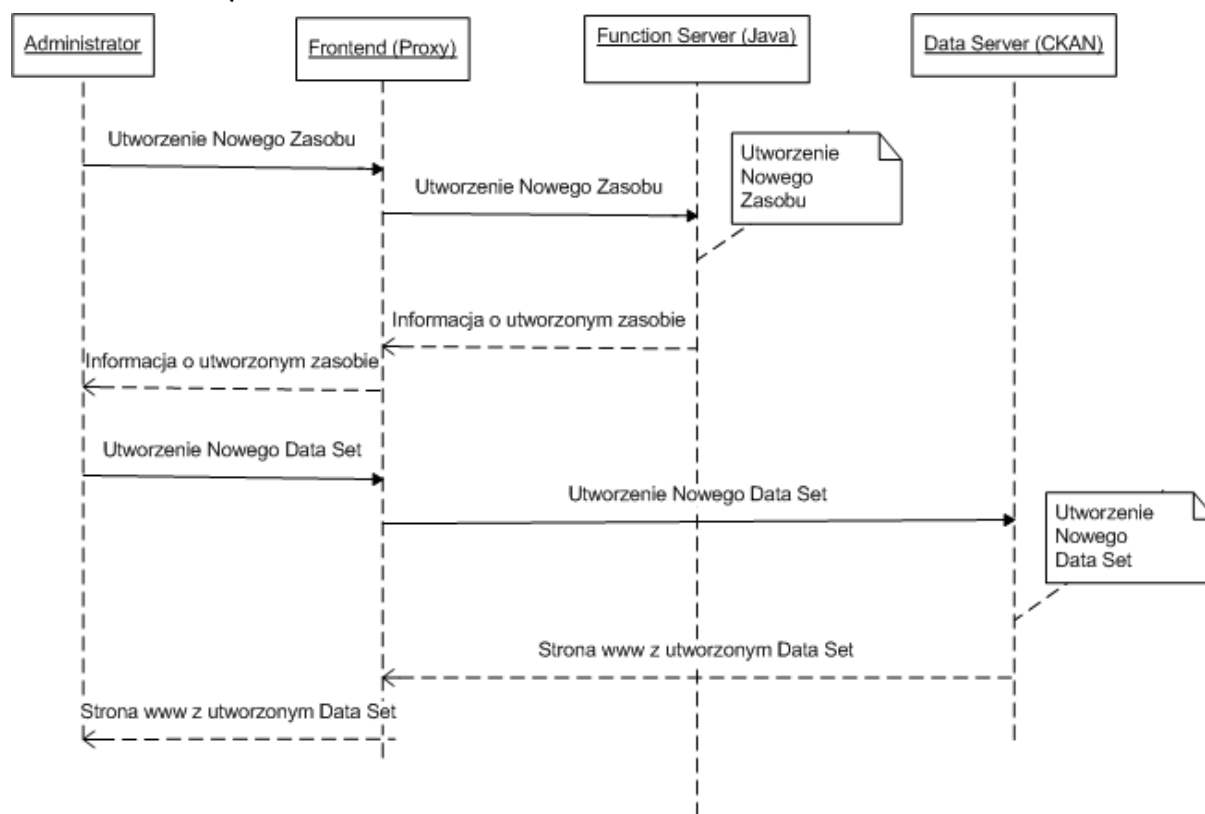 Administrator
Frontend (Proxy)
Function Server (Java)
Data Server (CKAN)
Utworzenie Nowego Zasobu
Utworzenie Nowego Zasobu
Utworzenie
Nowego
Zasobu
Informacja o utworzonym zasobie
Informacja o utworzonym zasobie
Utworzenie Nowego Data Set
Utworzenie Nowego Data Set
Utworzenie
Nowego
Data Set
Strona www z utworzonym Data Set
Strona www z utworzonym Data Set